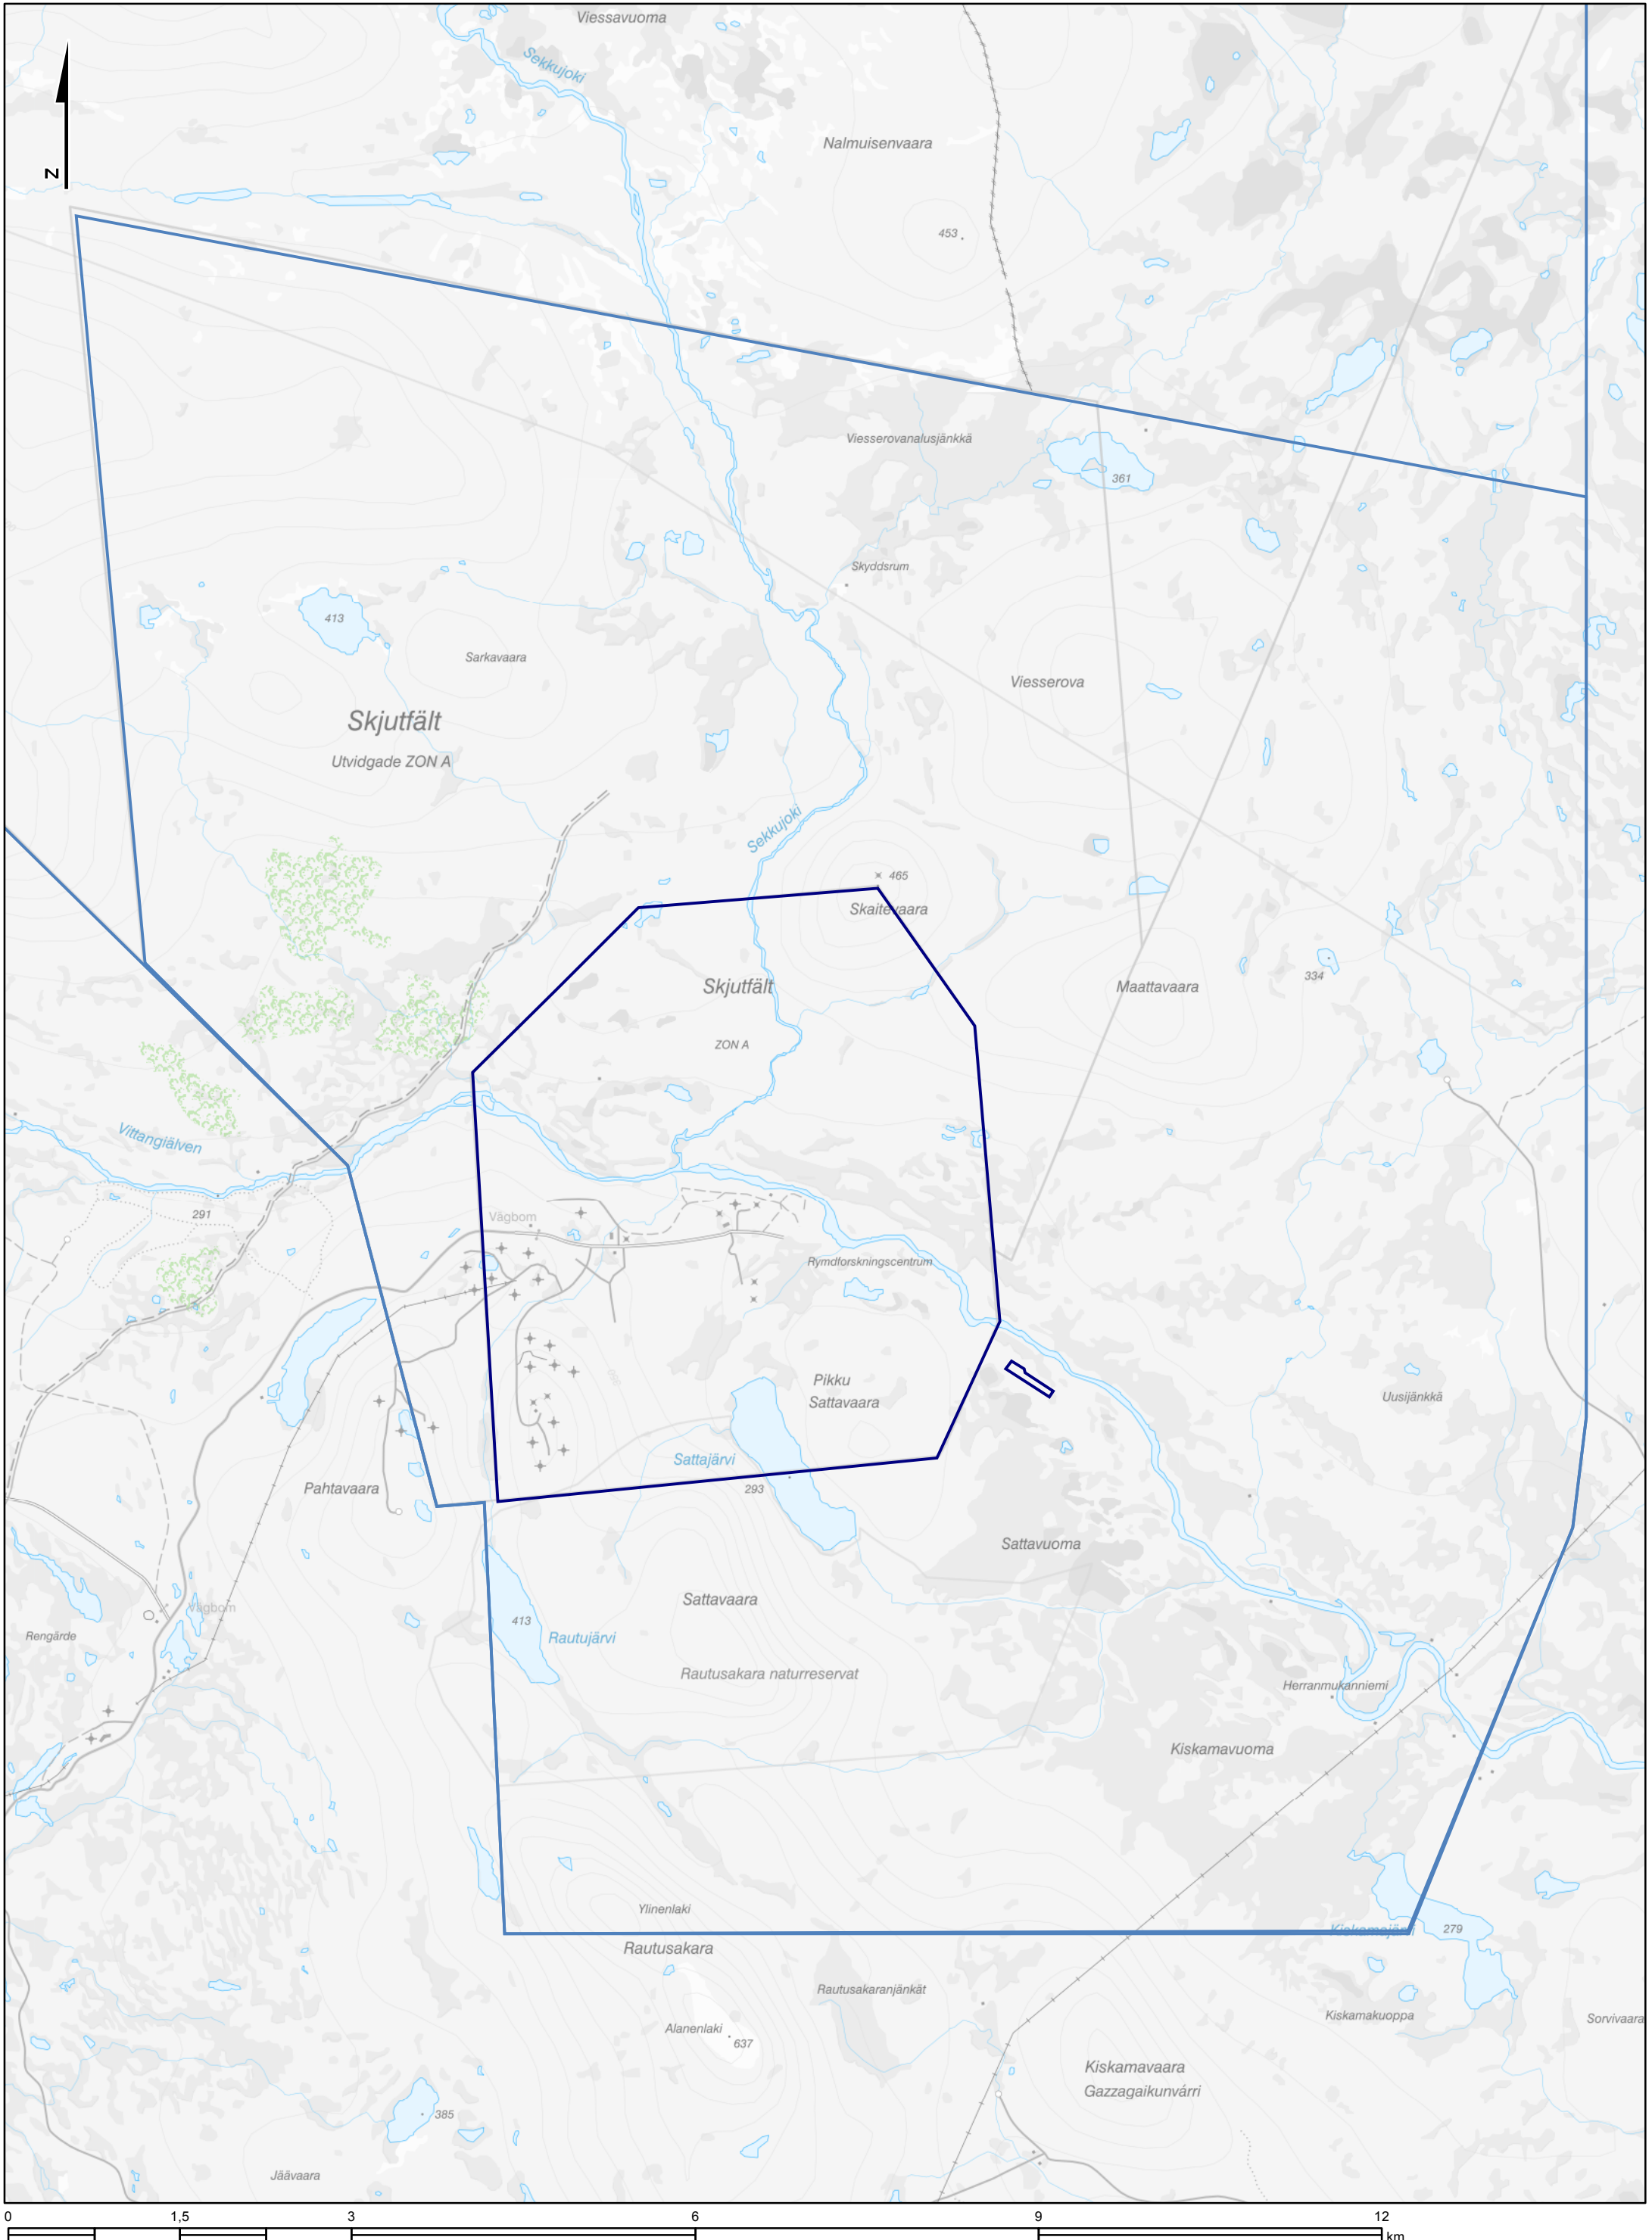 Viessavuoma
Sekkujoki
Nalmuisenvaara
N
453
Viesserovanalusjänkkä
361
Skyddsrum
413
Sarkavaara
Viesserova
Skjutfält
Utvidgade ZON A
Sekkujoki
465
Skaitevaara
334
Skjutfält
Maattavaara
ZON A
Vittangiälven
291
Vägbom
Rymdforskningscentrum
Pikku
Sattavaara
Uusijänkkä
Sattajärvi
Pahtavaara
293
Sattavuoma
Sattavaara
Vägbom
413
Rengärde
Rautujärvi
Rautusakara naturreservat
Herranmukanniemi
Kiskamavuoma
Ylinenlaki
Kiskamajärvi
279
Rautusakara
Rautusakaranjänkät
Kiskamakuoppa
Sorvivaara
Alanenlaki
637
Kiskamavaara
Gazzagaikunvárri
385
Jäävaara
0 1,5 3 6 9 12
km